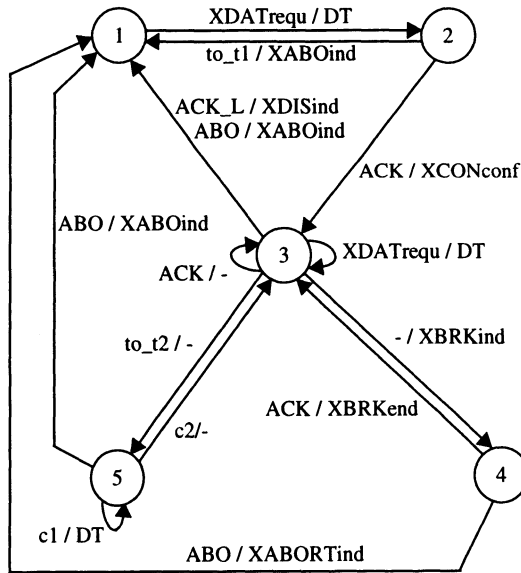 XDATrequ / DT
1
2
to_t1 / XABOind
ACK_L / XDISind
ABO / XABOind
ACK / XCONconf
ABO / XABOind
3
XDATrequ / DT
ACK / -
to_t2 / -
- / XBRKind
ACK / XBRKend
c2/-
5
4
c1 / DT
ABO / XABORTind